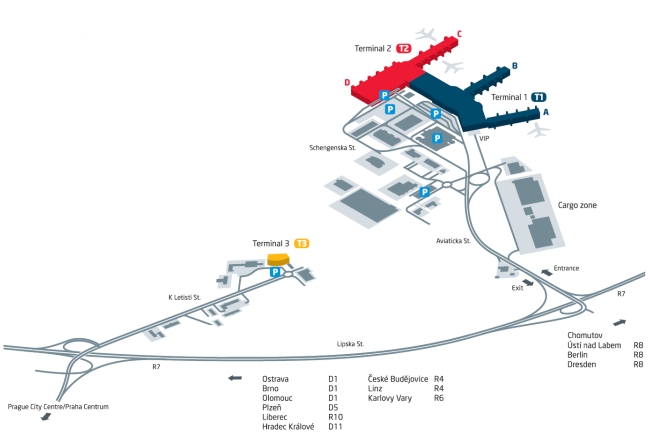 C
Terminal 2 T2
B
D
Terminal 1 T1
P
P
P
A
P
VIP
Schengenska St.
P
Cargo zone
Aviaticka St.
Terminal 3 T3
Entrance
P
Exit
K Letisti St.
R7
Chomutov
Ústí nad Labem R8
Berlin R8
Dresden R8
Lipska St.
R7
Ostrava D1
Brno D1
Olomouc D1
Plzeň D5
Liberec R10
Hradec Králové D11
České Budějovice R4
Linz R4
Karlovy Vary R6
Prague City Centre/Praha Centrum